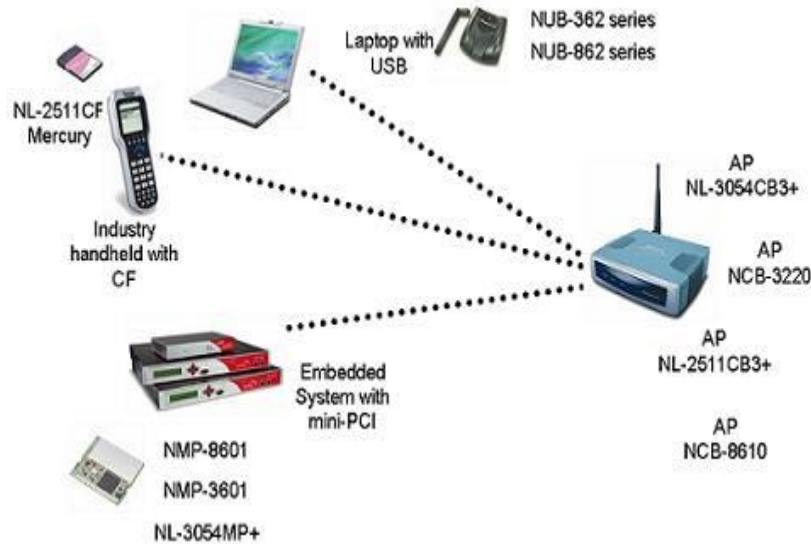 Laptop with
USB
NUB-362 series
NUB-862 series
NL-2511CF
Mercury
Industry
handheld with
CF
AP
NL-3054CB3+
AP
NCB-3220
AP
NL-2511CB3+
AP
NCB-8610
Embedded
System with
mini-PCI
NMP-8601
NMP-3601
NL-3054MP+